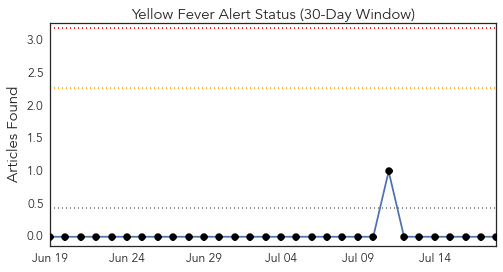 Yellow Fever Alert Status (30-Day Window)
Articles Found
3.0
2.5
2.0
1.5
1.0
0.5
0.0
Jun 19
Jun 24
Jun 29
Jul 04
Jul 09
Jul 14